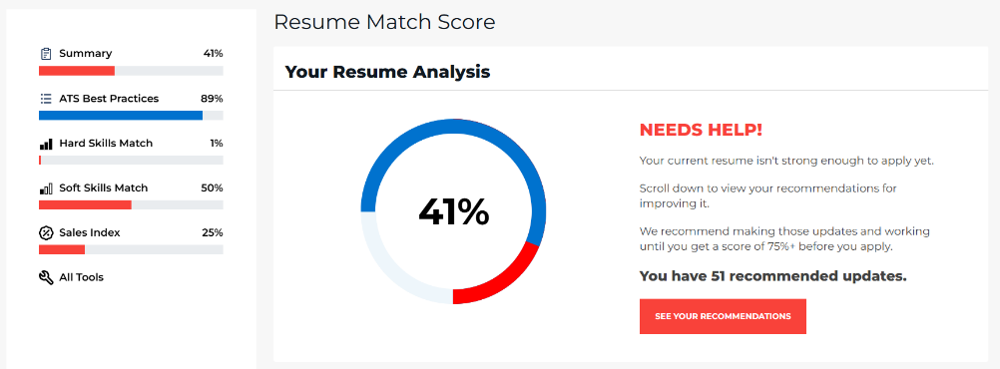 Resume Match Score
Summary 41%
ATS Best Practices 89%
Hard Skills Match 1%
Soft Skills Match 50%
Sales Index 25%
All Tools
Your Resume Analysis
41%
NEEDS HELP!
Your current resume isn't strong enough to apply yet.
Scroll down to view your recommendations for
improving it.
We recommend making those updates and working
until you get a score of 75%+ before you apply.
You have 51 recommended updates.
SEE YOUR RECOMMENDATIONS